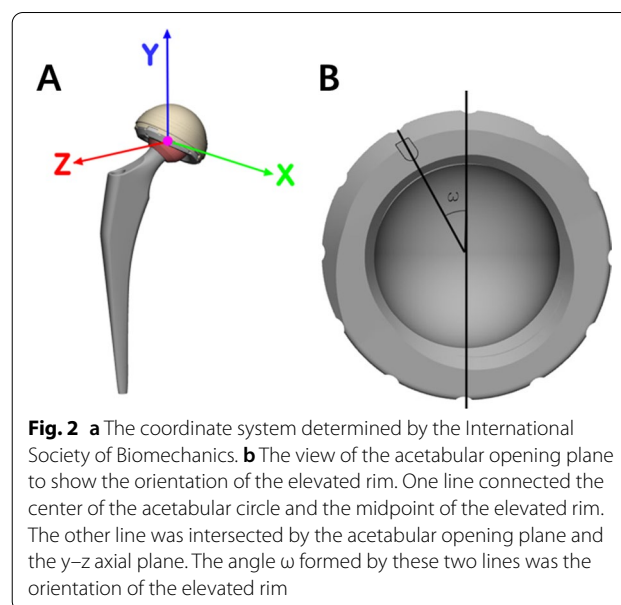 A
B
Y
Z
X
ω
Fig. 2 a The coordinate system determined by the International
Society of Biomechanics. b The view of the acetabular opening plane
to show the orientation of the elevated rim. One line connected the
center of the acetabular circle and the midpoint of the elevated rim.
The other line was intersected by the acetabular opening plane and
the y–z axial plane. The angle ω formed by these two lines was the
orientation of the elevated rim